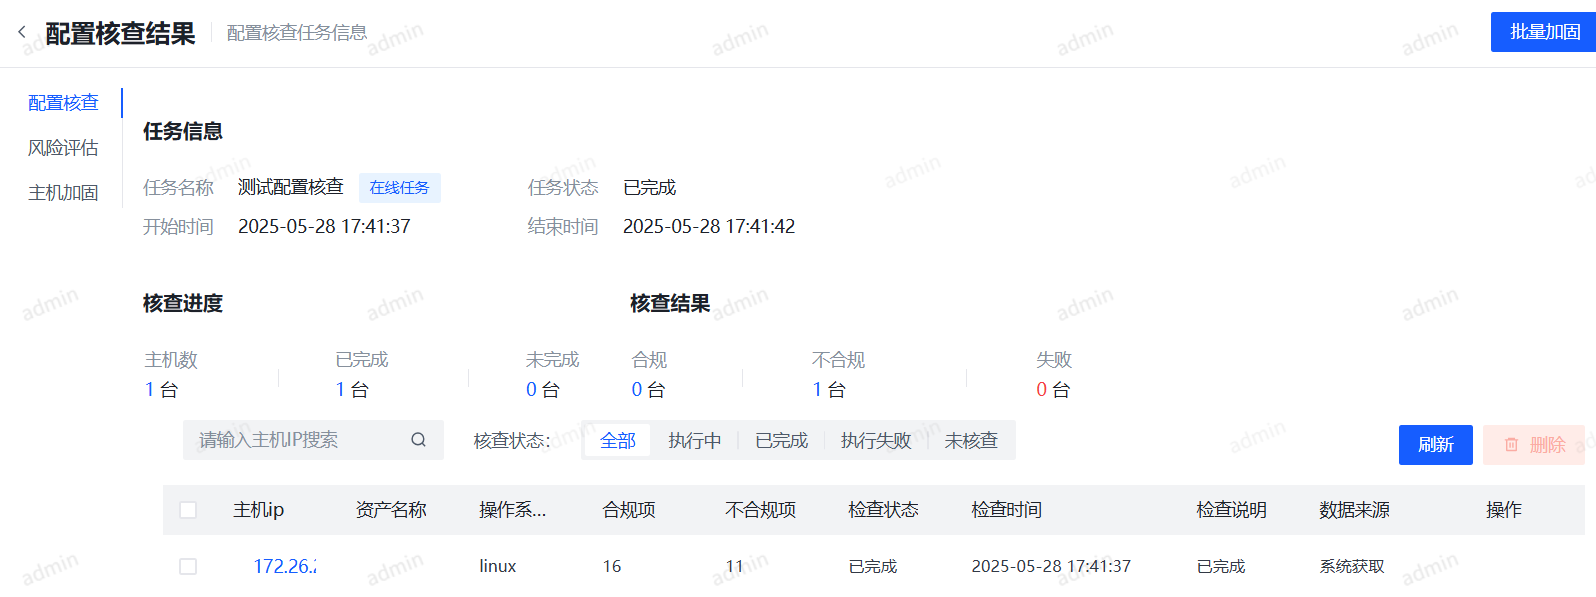 配置核查结果 配置核查任务信息 批量加固
配置核查
风险评估
主机加固
任务信息
任务名称 测试配置核查 在线任务 任务状态 已完成
开始时间 2025-05-28 17:41:37 结束时间 2025-05-28 17:41:42
核查进度 核查结果
主机数 已完成 未完成 合规 不合规 失败
1 台 1 台 0 台 0 台 1 台 0 台
请输入主机IP搜索 核查状态: 全部 执行中 已完成 执行失败 未核查 刷新 删除
主机ip 资产名称 操作系... 合规项 不合规项 检查状态 检查时间 检查说明 数据来源 操作
172.26. linux 16 11 已完成 2025-05-28 17:41:37 已完成 系统获取
admin